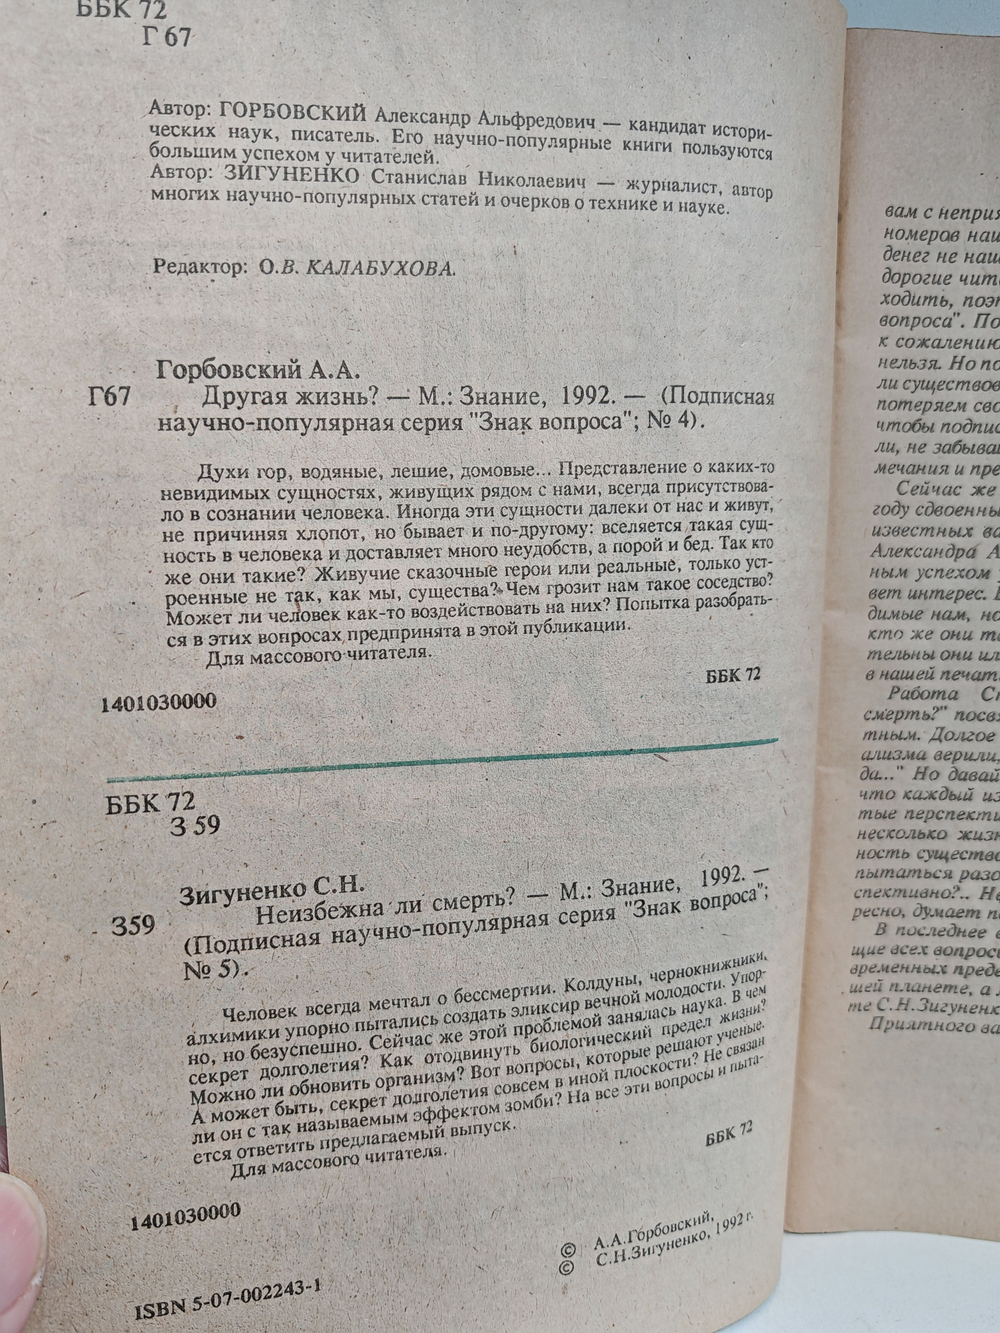 ББК 72
Г 67
Автор: ГОРБОВСКИЙ Александр Альфредович — кандидат истори-
ческих наук, писатель. Его научно-популярные книги пользуются
большим успехом у читателей.
Автор: ЗИГУНЕНКО Станислав Николаевич — журналист, автор
многих научно-популярных статей и очерков о технике и науке.
Редактор: О.В. КАЛАБУХОВА.
Горбовский А.А.
Г67 Другая жизнь? — М.: Знание, 1992. — (Подписная
научно-популярная серия "Знак вопроса"; № 4).
Духи гор, водяные, лешие, домовые... Представление о каких-то
невидимых сущностях, живущих рядом с нами, всегда присутствова-
ло в сознании человека. Иногда эти сущности далеки от нас и живут,
не причиняя хлопот, но бывает и по-другому: вселяется такая сущ-
ность в человека и доставляет много неудобств, а порой и бед. Так кто
же они такие? Живучие сказочные герои или реальные, только уст-
роенные не так, как мы, существа? Чем грозит нам такое соседство?
Может ли человек как-то воздействовать на них? Попытка разобрать-
ся в этих вопросах предпринята в этой публикации.
Для массового читателя.
ББК 72
1401030000
ББК 72
З 59
Зигуненко С.Н.
З59 Неизбежна ли смерть? — М.: Знание, 1992. —
(Подписная научно-популярная серия "Знак вопроса";
№ 5).
Человек всегда мечтал о бессмертии. Колдуны, чернокнижники,
алхимики упорно пытались создать эликсир вечной молодости. Упор-
но, но безуспешно. Сейчас же этой проблемой занялась наука. В чем
секрет долголетия? Как отодвинуть биологический предел жизни?
Можно ли обновить организм? Вот вопросы, которые решают ученые.
А может быть, секрет долголетия совсем в иной плоскости? Не связан
ли он с так называемым эффектом зомби? На все эти вопросы и пыта-
ется ответить предлагаемый выпуск.
Для массового читателя.
ББК 72
1401030000
© А.А.Горбовский,
© С.Н.Зигуненко, 1992 г.
ISBN 5-07-002243-1
вам с неприя
номеров наш
денег не наш
дорогие чит
ходить, поэт
вопроса". По
к сожалению
нельзя. Но по
ли существов
потеряем сво
чтобы подпис
ли, не забыва
мечания и пре
Сейчас же
году сдвоенны
известных ва
Александра А
ным успехом
вет интерес.
димые нам, но
кто же они та
тельны они ил
в нашей печат
Работа Ст
смерть?" посв
тным. Долгое
ализма верили,
да..." Но давай
что каждый из
тые перспекти
несколько жизн
ность существо
пытаться разо
спективно?.. Не
ресно, думает п
В последнее в
щие всех вопрос
временных преде
шей планете, а
те С.Н.Зигуненк
Приятного ва